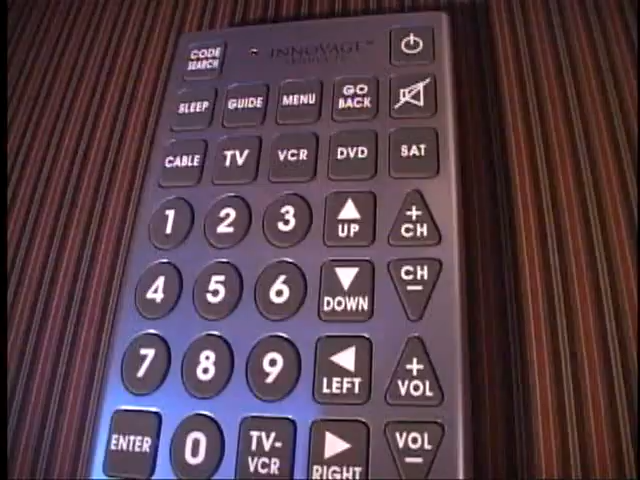 CODE
SEARCH
INNOVAGE
SLEEP GUIDE MENU GO BACK
CABLE TV VCR DVD SAT
1 2 3 UP + CH
4 5 6 DOWN CH −
7 8 9 LEFT + VOL
ENTER 0 TV-VCR RIGHT VOL −